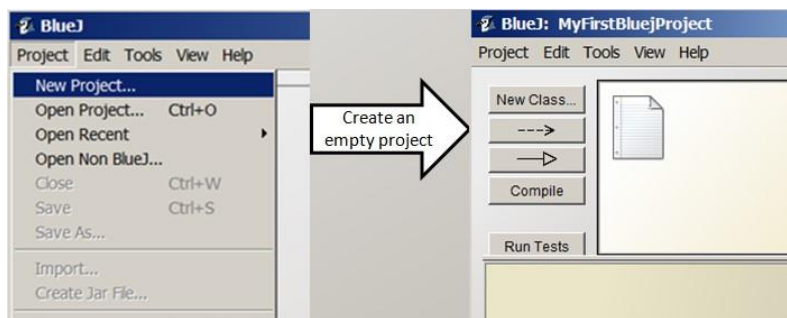 BlueJ
Project Edit Tools View Help
New Project...
Open Project... Ctrl+O
Open Recent
Open Non BlueJ...
Close Ctrl+W
Save Ctrl+S
Save As...
Import...
Create Jar File...
Create an
empty project
BlueJ: MyFirstBluejProject
Project Edit Tools View Help
New Class...
Compile
Run Tests